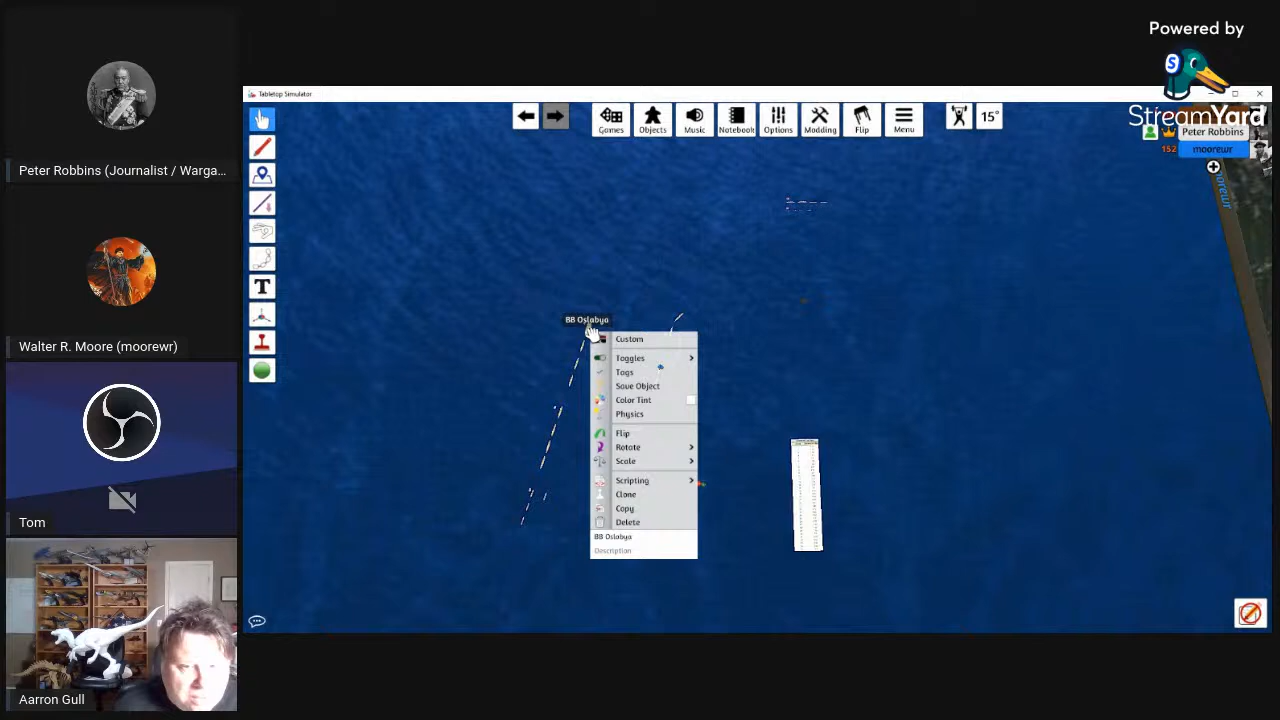 Powered by
S
StreamYard
Tabletop Simulator
Games
Objects
Music
Notebook
Options
Modding
Flip
Menu
15°
Peter Robbins
152
moorewr
moorewr
T
Peter Robbins (Journalist / Warga...
Walter R. Moore (moorewr)
Tom
Aarron Gull
BB Oslabya
Custom
Toggles
Tags
Save Object
Color Tint
Physics
Flip
Rotate
Scale
Scripting
Clone
Copy
Delete
BB Oslabya
Description